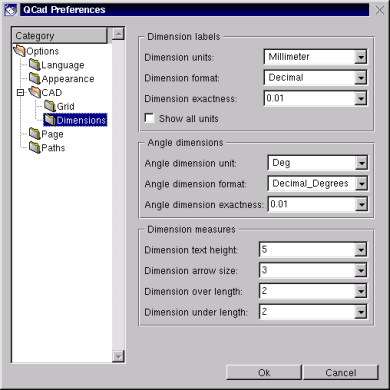 QCad Preferences
Category
Options
Language
Appearance
CAD
Grid
Dimensions
Page
Paths
Dimension labels
Dimension units: Millimeter
Dimension format: Decimal
Dimension exactness: 0.01
Show all units
Angle dimensions
Angle dimension unit: Deg
Angle dimension format: Decimal_Degrees
Angle dimension exactness: 0.01
Dimension measures
Dimension text height: 5
Dimension arrow size: 3
Dimension over length: 2
Dimension under length: 2
Ok Cancel